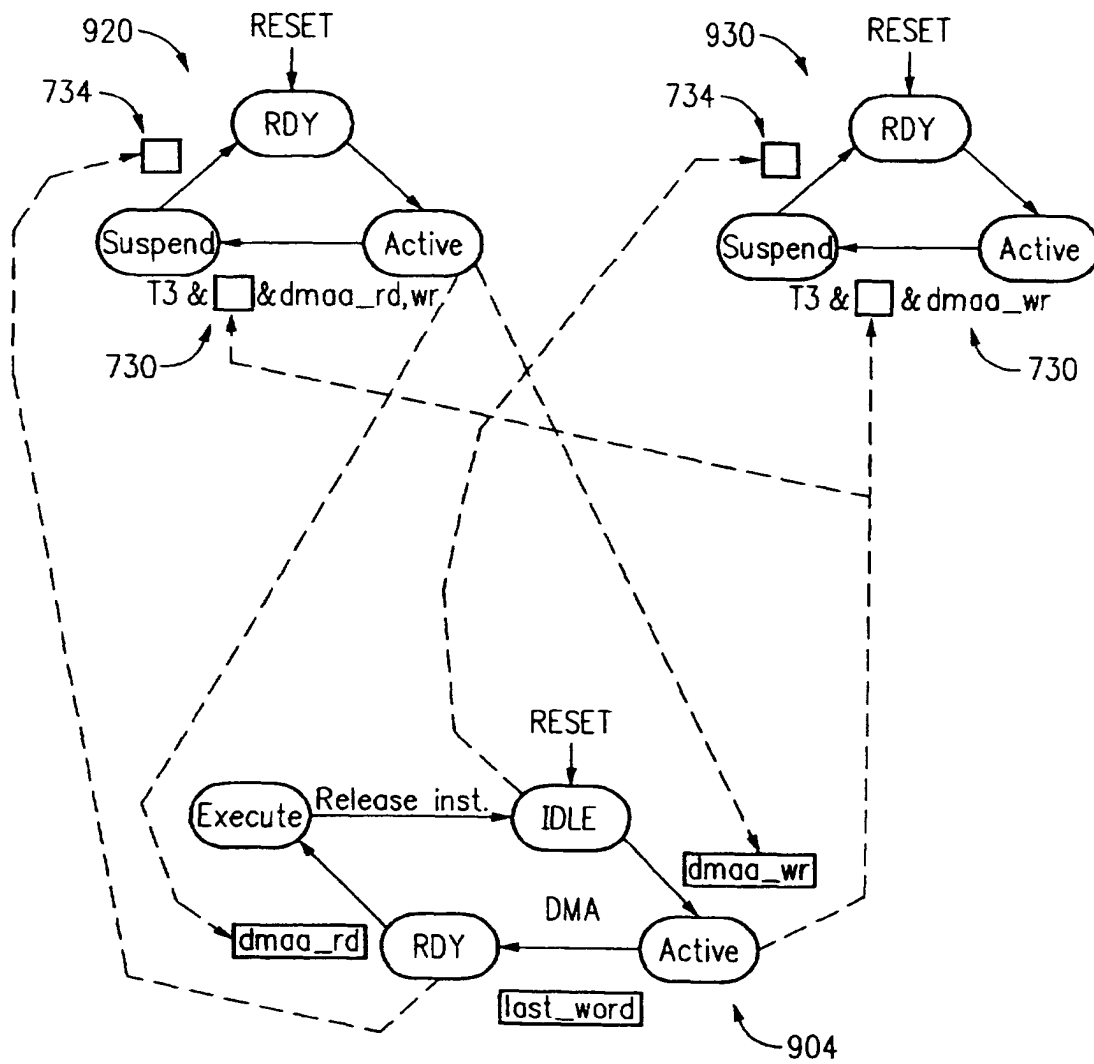 920
RESET
930
RESET
734
RDY
734
RDY
Suspend
Active
Suspend
Active
T3 & & dmaa_rd,wr
T3 & & dmaa_wr
730
730
RESET
Execute
Release inst.
IDLE
dmaa_wr
DMA
dmaa_rd
RDY
Active
last_word
904